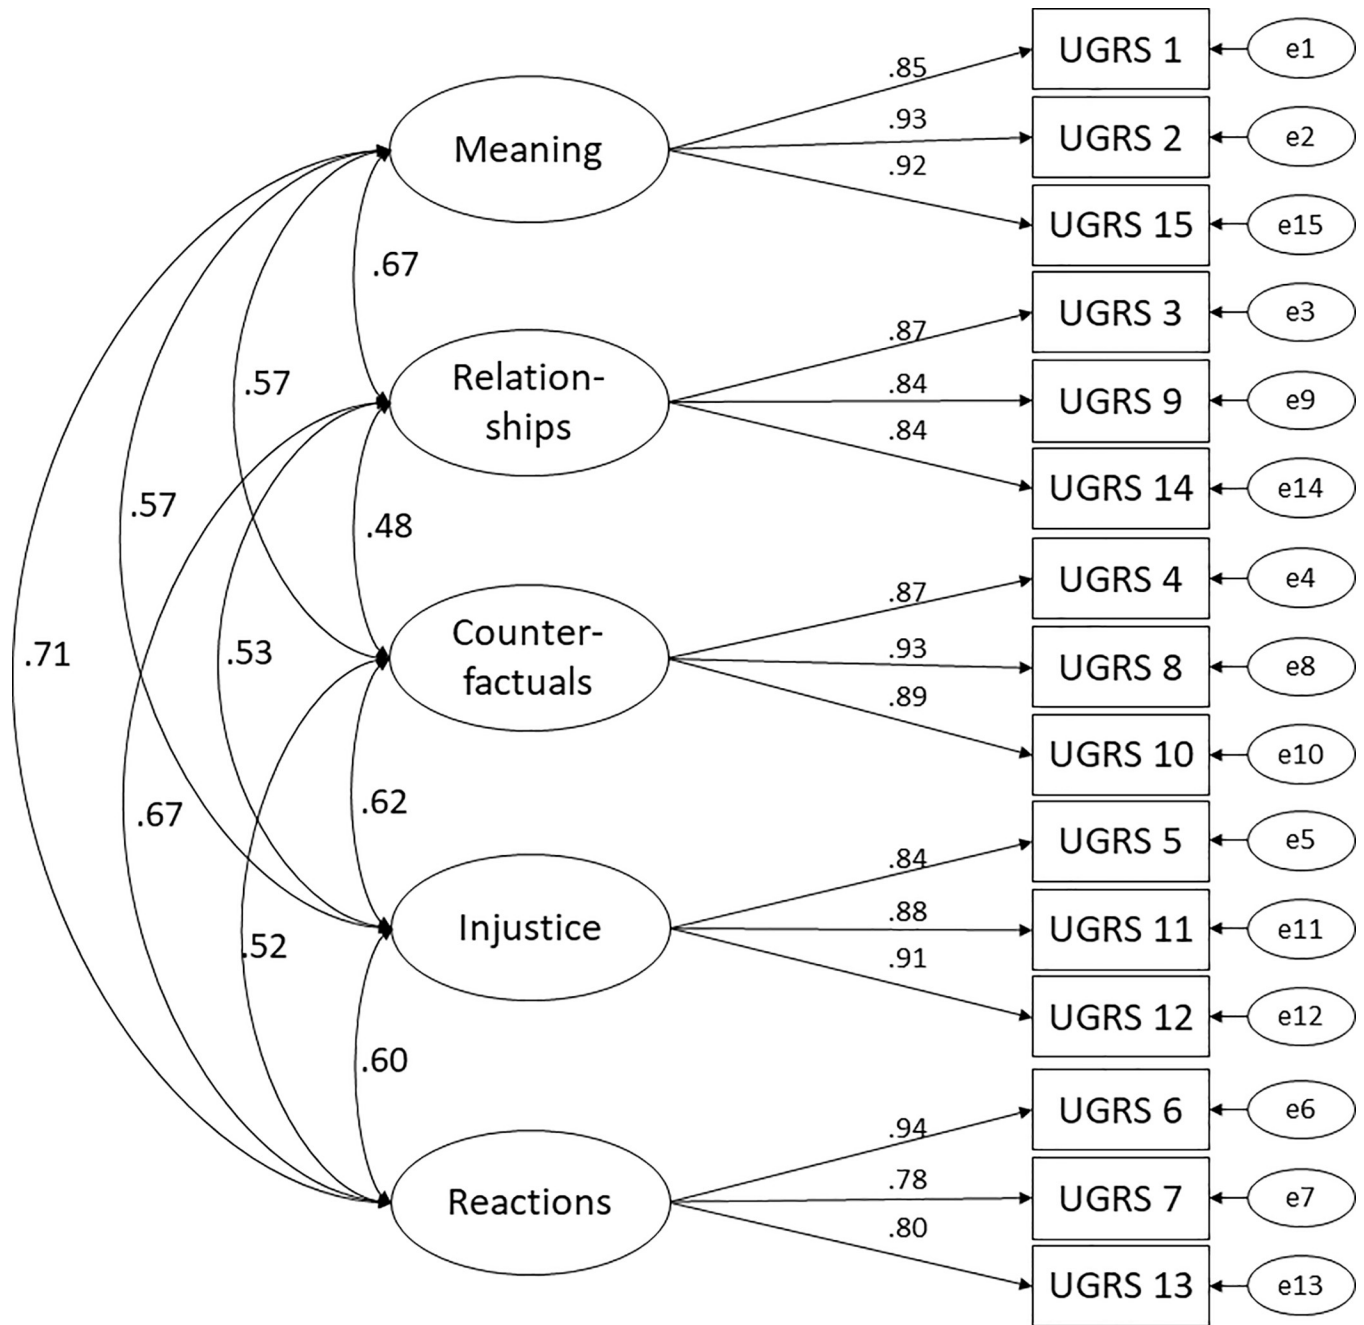 UGRS 1
e1
.85
Meaning
.93
UGRS 2
e2
.92
UGRS 15
e15
.67
UGRS 3
e3
.87
Relation-
ships
.57
.84
UGRS 9
e9
.84
UGRS 14
e14
.57
.48
UGRS 4
e4
.87
Counter-
factuals
.71
.53
.93
UGRS 8
e8
.89
UGRS 10
e10
.67
.62
UGRS 5
e5
.84
Injustice
.88
UGRS 11
e11
.52
.91
UGRS 12
e12
.60
UGRS 6
e6
.94
Reactions
.78
UGRS 7
e7
.80
UGRS 13
e13